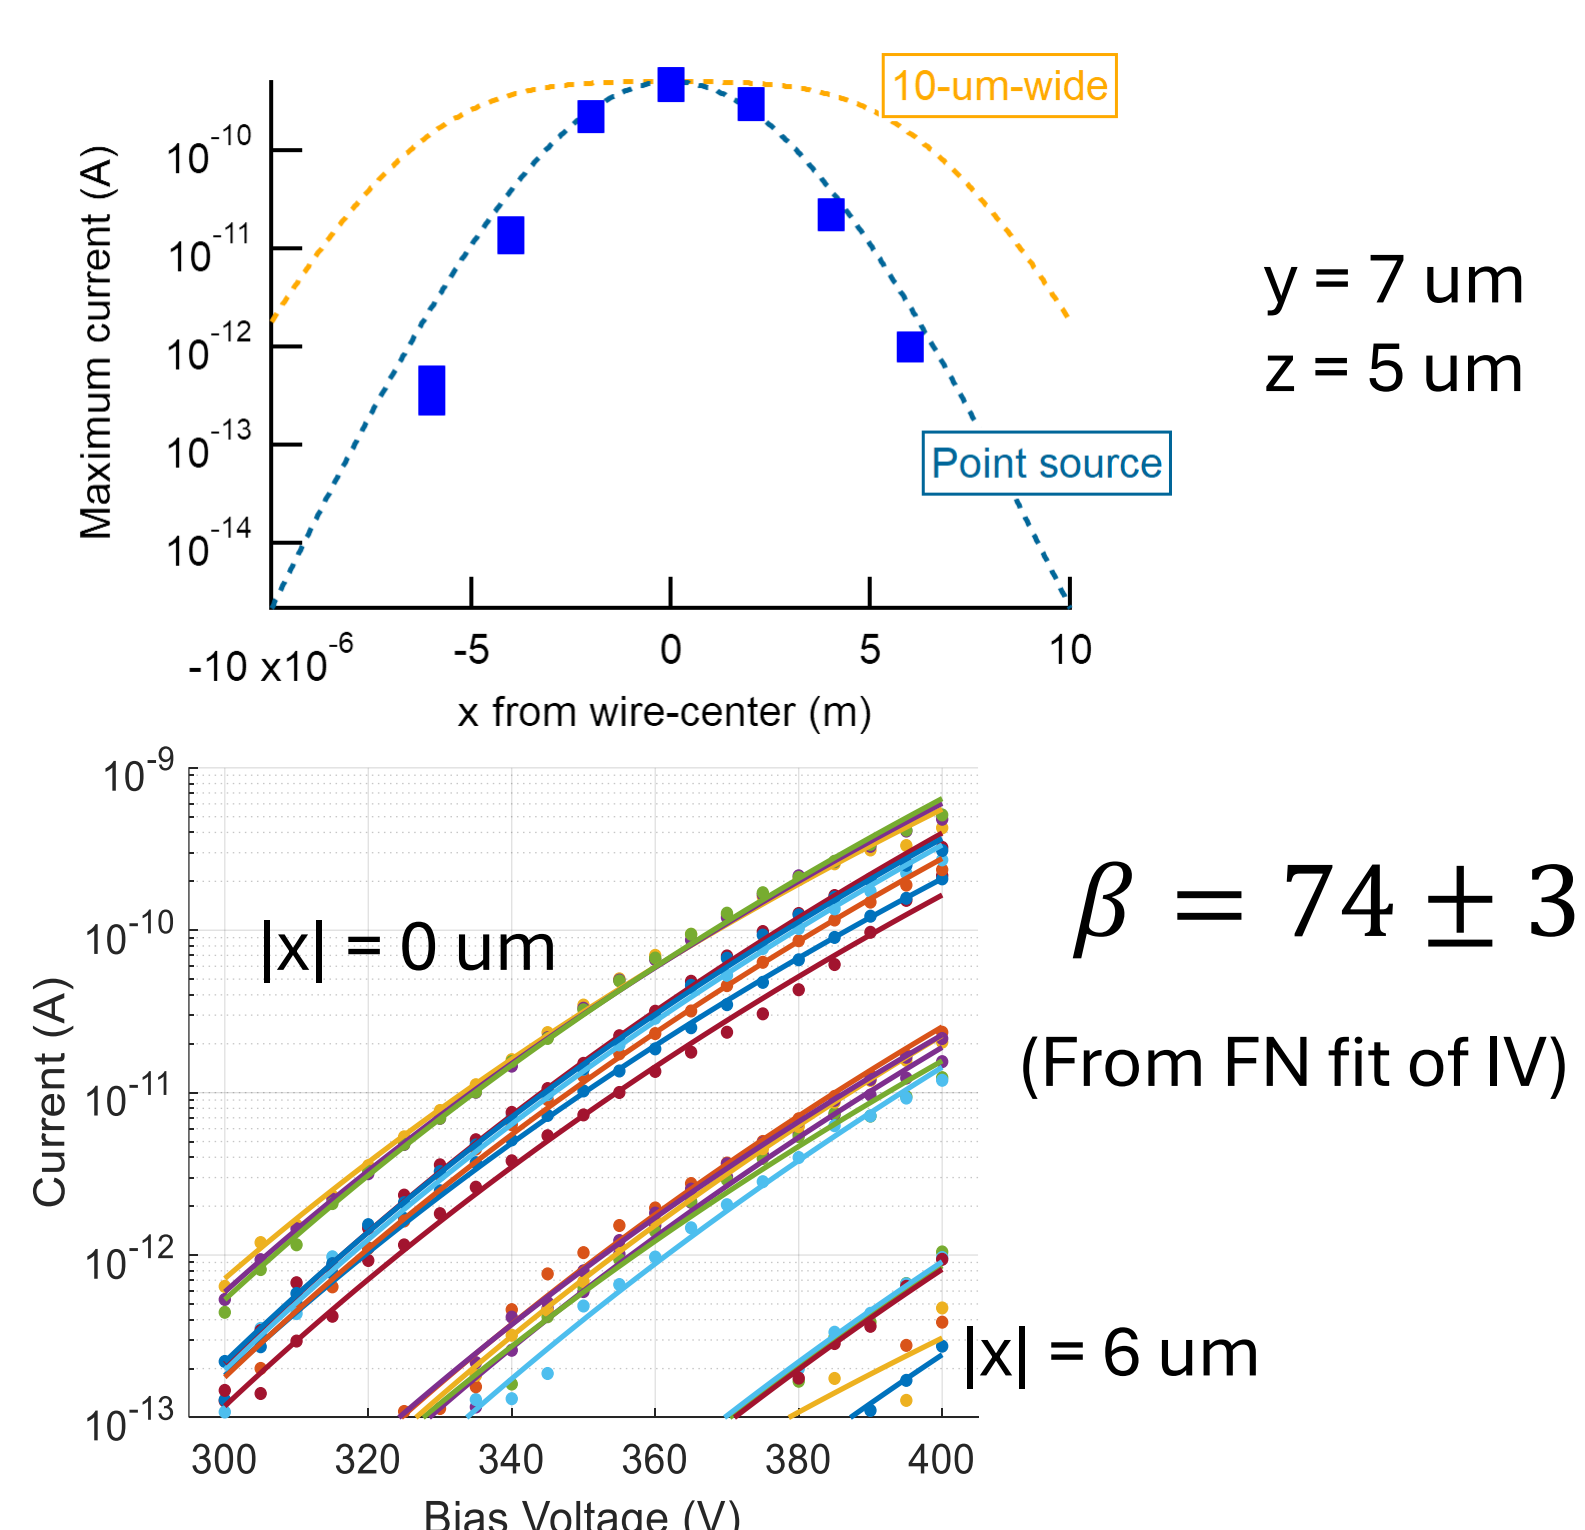 10-um-wide
Maximum current (A)
10^-10
10^-11
10^-12
10^-13
10^-14
Point source
-10 x10^-6
-5
0
5
10
x from wire-center (m)
y = 7 um
z = 5 um
10^-9
10^-10
10^-11
10^-12
10^-13
Current (A)
|x| = 0 um
|x| = 6 um
300
320
340
360
380
400
Bias Voltage (V)
β = 74 ± 3
(From FN fit of IV)